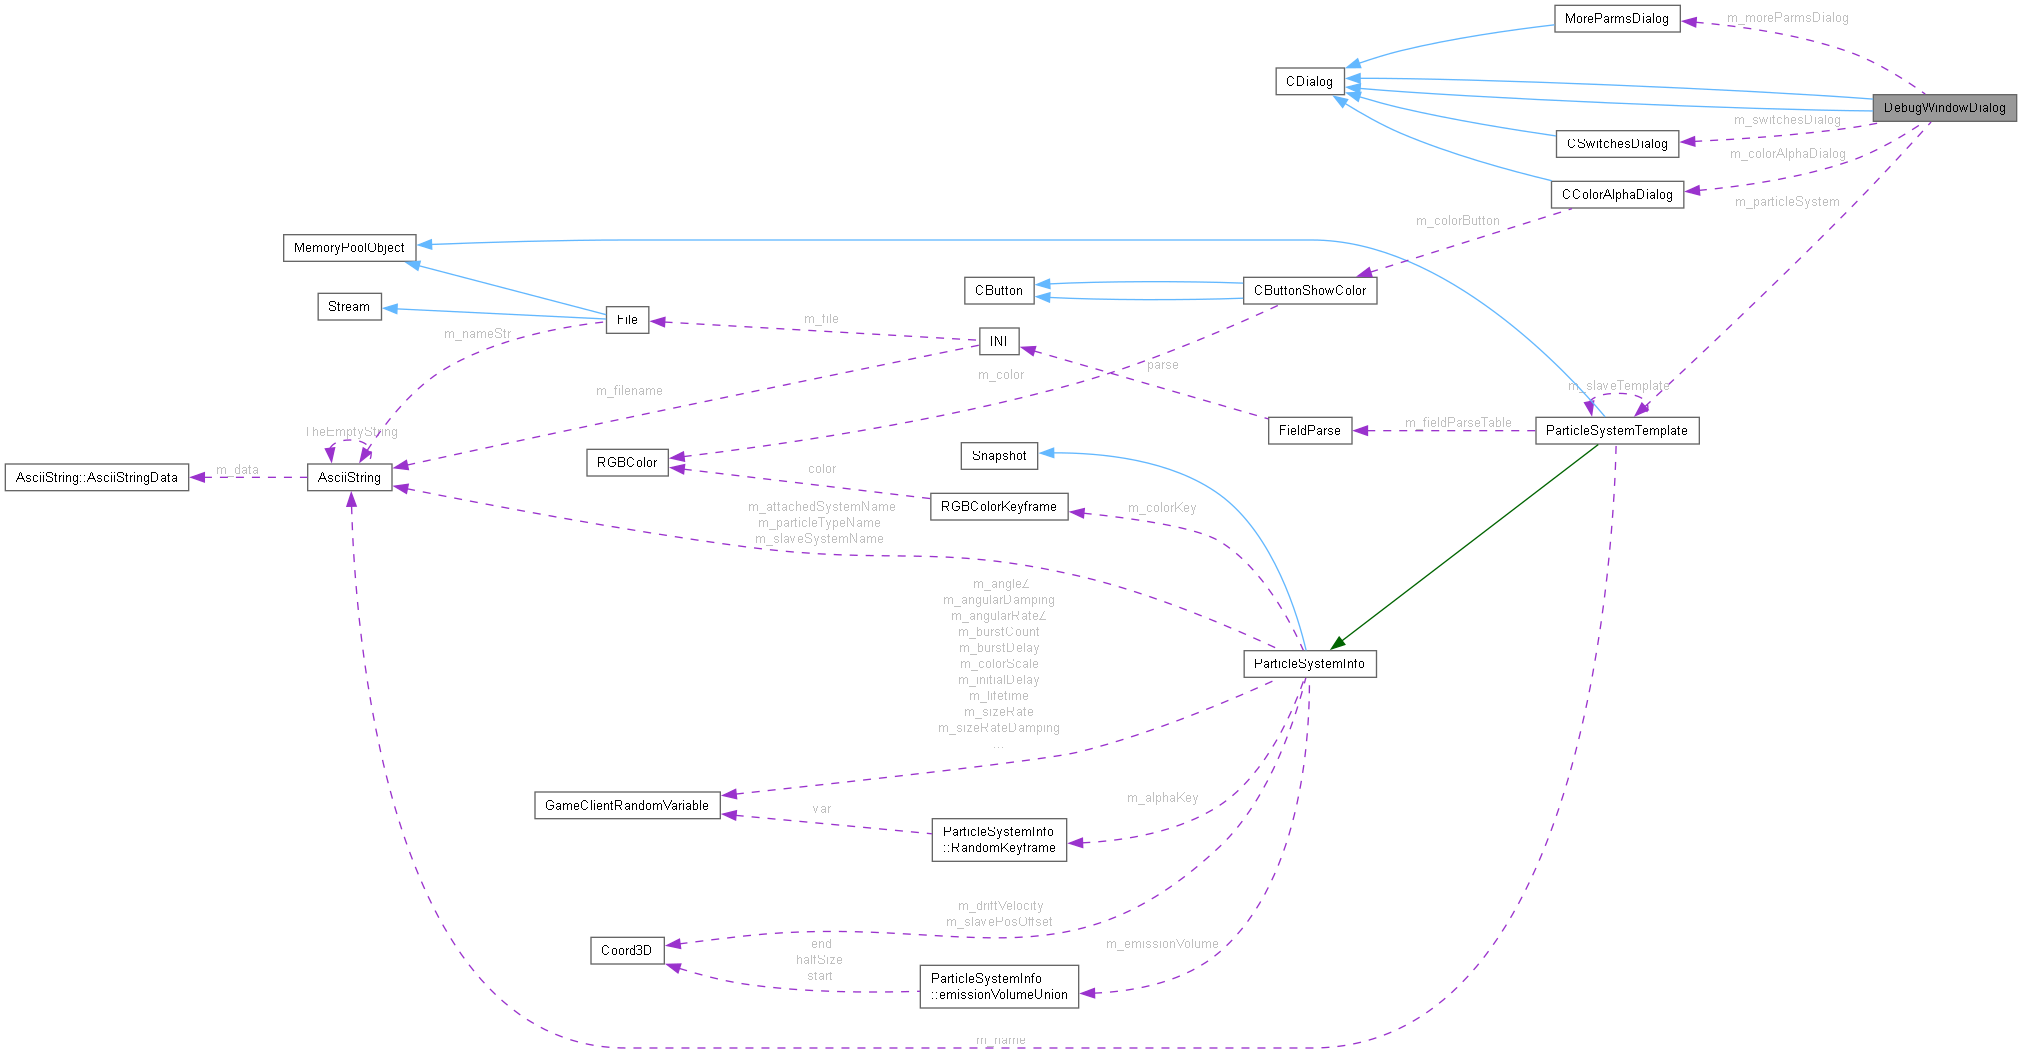 MoreParmsDialog
m_moreParmsDialog
CDialog
DebugWindowDialog
m_switchesDialog
CSwitchesDialog
m_colorAlphaDialog
CColorAlphaDialog
m_particleSystem
m_colorButton
MemoryPoolObject
CButton
CButtonShowColor
Stream
File
m_file
m_nameStr
INI
parse
m_color
m_filename
m_slaveTemplate
TheEmptyString
FieldParse
m_fieldParseTable
ParticleSystemTemplate
Snapshot
RGBColor
color
AsciiString::AsciiStringData
m_data
AsciiString
RGBColorKeyframe
m_colorKey
m_attachedSystemName
m_particleTypeName
m_slaveSystemName
m_angleZ
m_angularDamping
m_angularRateZ
m_burstCount
m_burstDelay
m_colorScale
m_initialDelay
m_lifetime
m_sizeRate
m_sizeRateDamping
...
ParticleSystemInfo
GameClientRandomVariable
var
m_alphaKey
ParticleSystemInfo
::RandomKeyframe
m_driftVelocity
m_slavePosOffset
Coord3D
end
halfSize
start
m_emissionVolume
ParticleSystemInfo
::emissionVolumeUnion
m_name